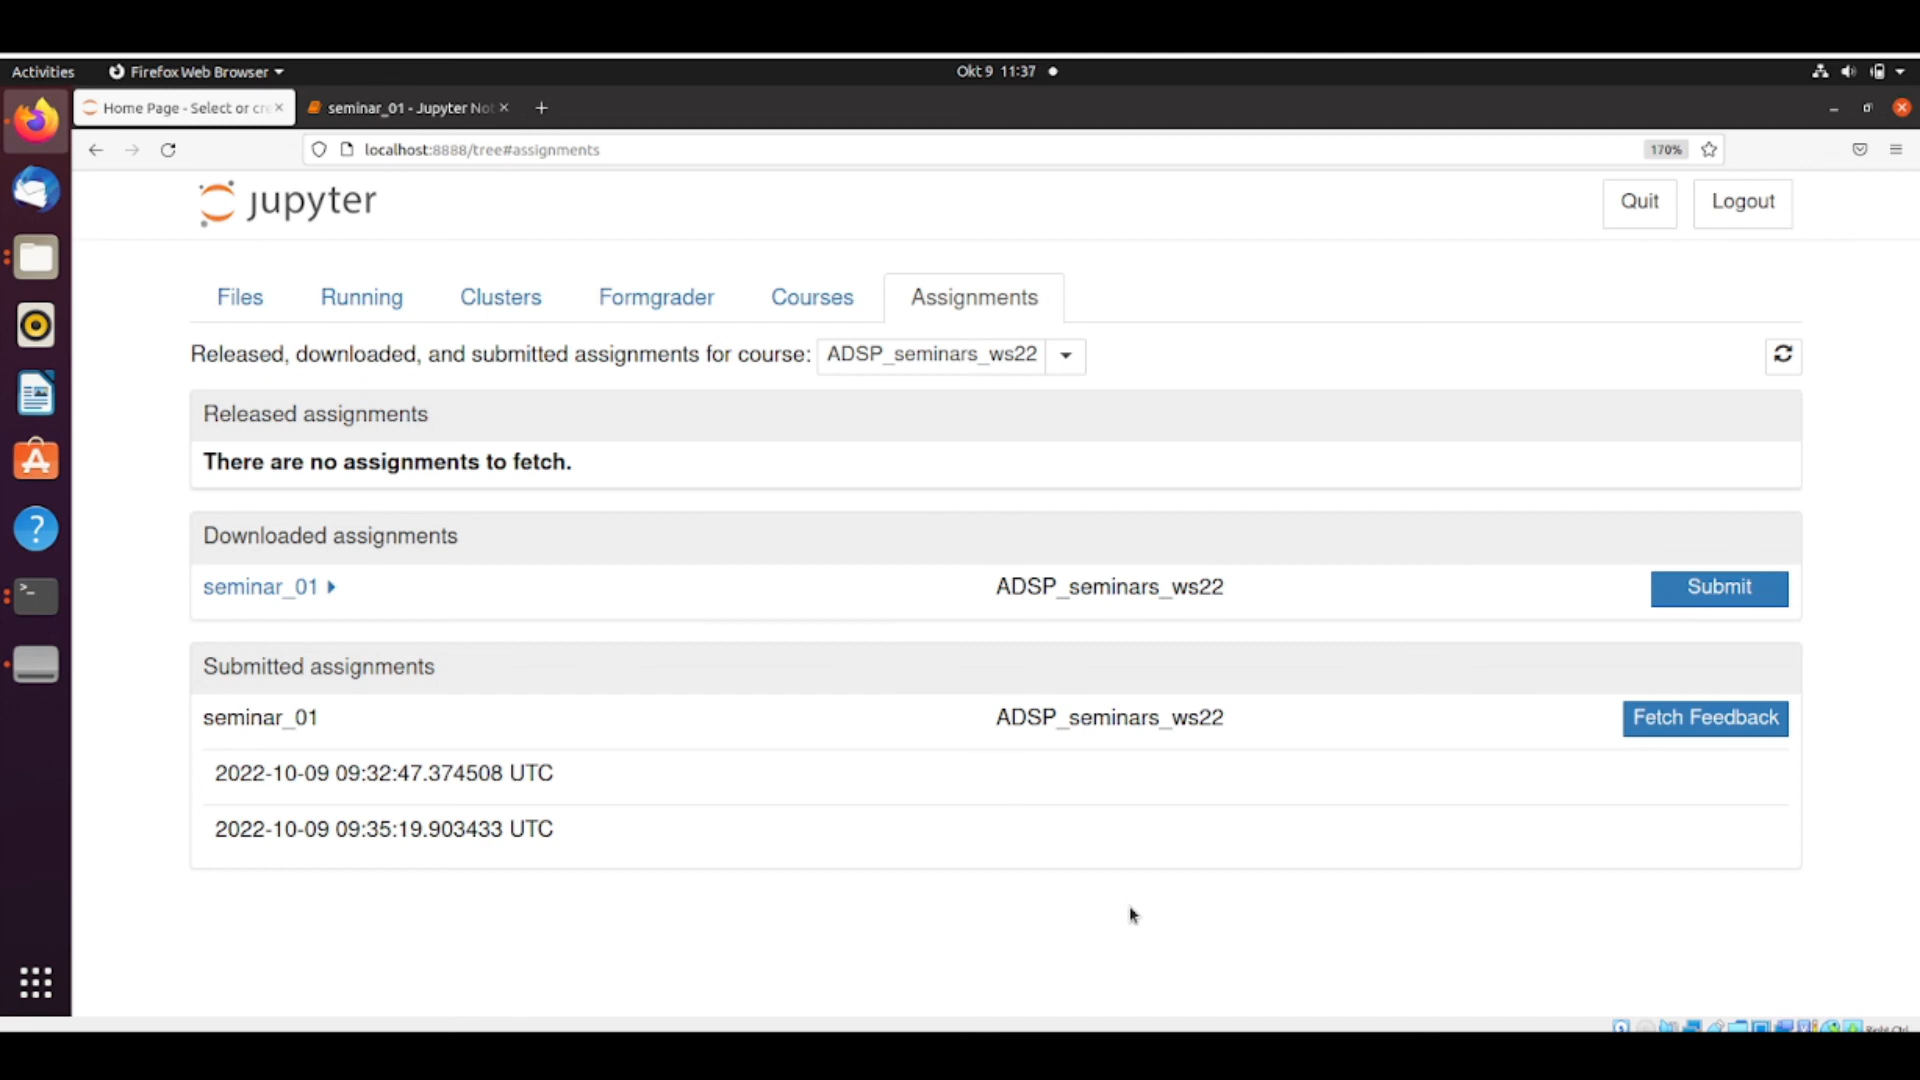 Activities Firefox Web Browser Okt 9 11:37
Home Page - Select or cre seminar_01 - Jupyter Not
localhost:8888/tree#assignments 170%
jupyter Quit Logout
Files Running Clusters Formgrader Courses Assignments
Released, downloaded, and submitted assignments for course: ADSP_seminars_ws22
Released assignments
There are no assignments to fetch.
Downloaded assignments
seminar_01 ADSP_seminars_ws22 Submit
Submitted assignments
seminar_01 ADSP_seminars_ws22 Fetch Feedback
2022-10-09 09:32:47.374508 UTC
2022-10-09 09:35:19.903433 UTC